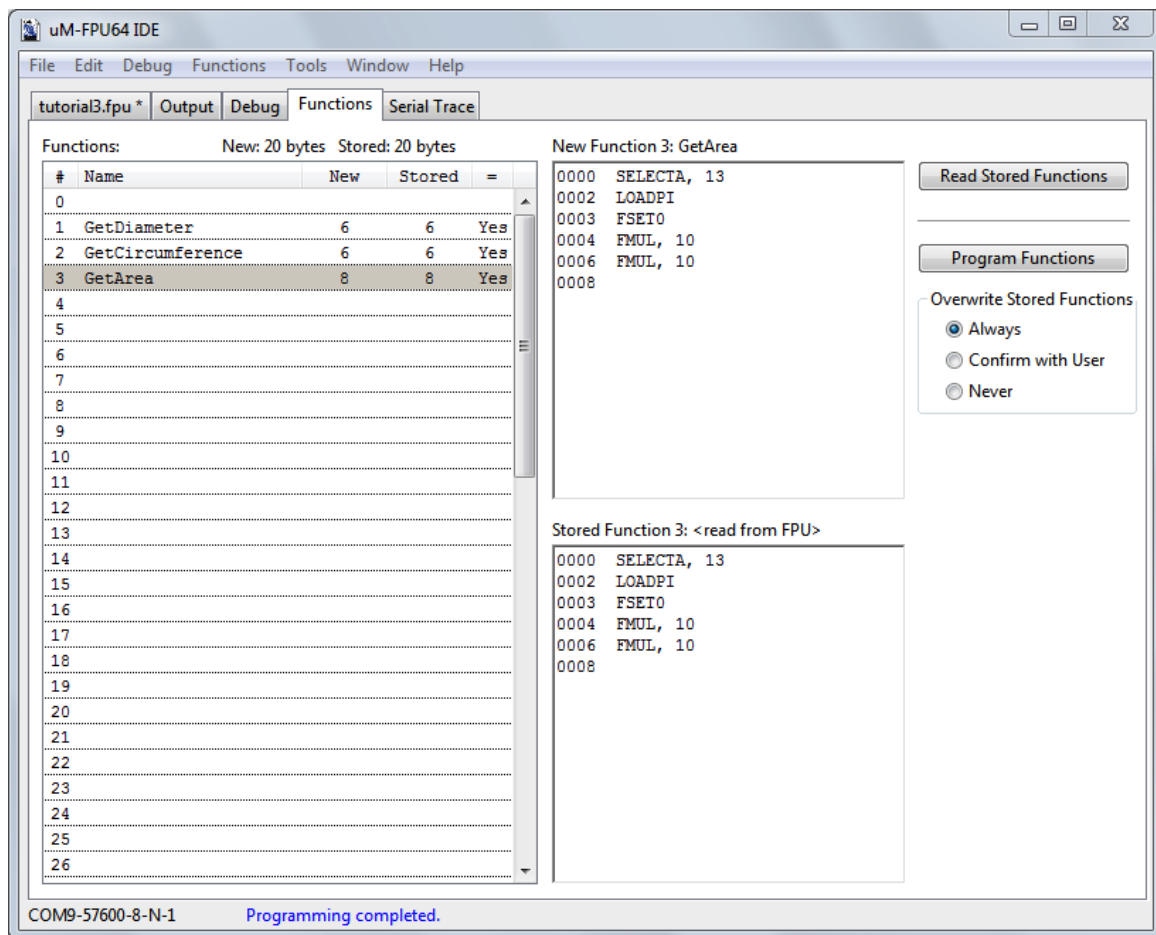 uM-FPU64 IDE
File Edit Debug Functions Tools Window Help
tutorial3.fpu * Output Debug Functions Serial Trace
Functions: New: 20 bytes Stored: 20 bytes
# Name New Stored =
0
1 GetDiameter 6 6 Yes
2 GetCircumference 6 6 Yes
3 GetArea 8 8 Yes
4
5
6
7
8
9
10
11
12
13
14
15
16
17
18
19
20
21
22
23
24
25
26
New Function 3: GetArea
0000 SELECTA, 13
0002 LOADPI
0003 FSET0
0004 FMUL, 10
0006 FMUL, 10
0008
Stored Function 3: <read from FPU>
0000 SELECTA, 13
0002 LOADPI
0003 FSET0
0004 FMUL, 10
0006 FMUL, 10
0008
Read Stored Functions
Program Functions
Overwrite Stored Functions
Always
Confirm with User
Never
COM9-57600-8-N-1 Programming completed.